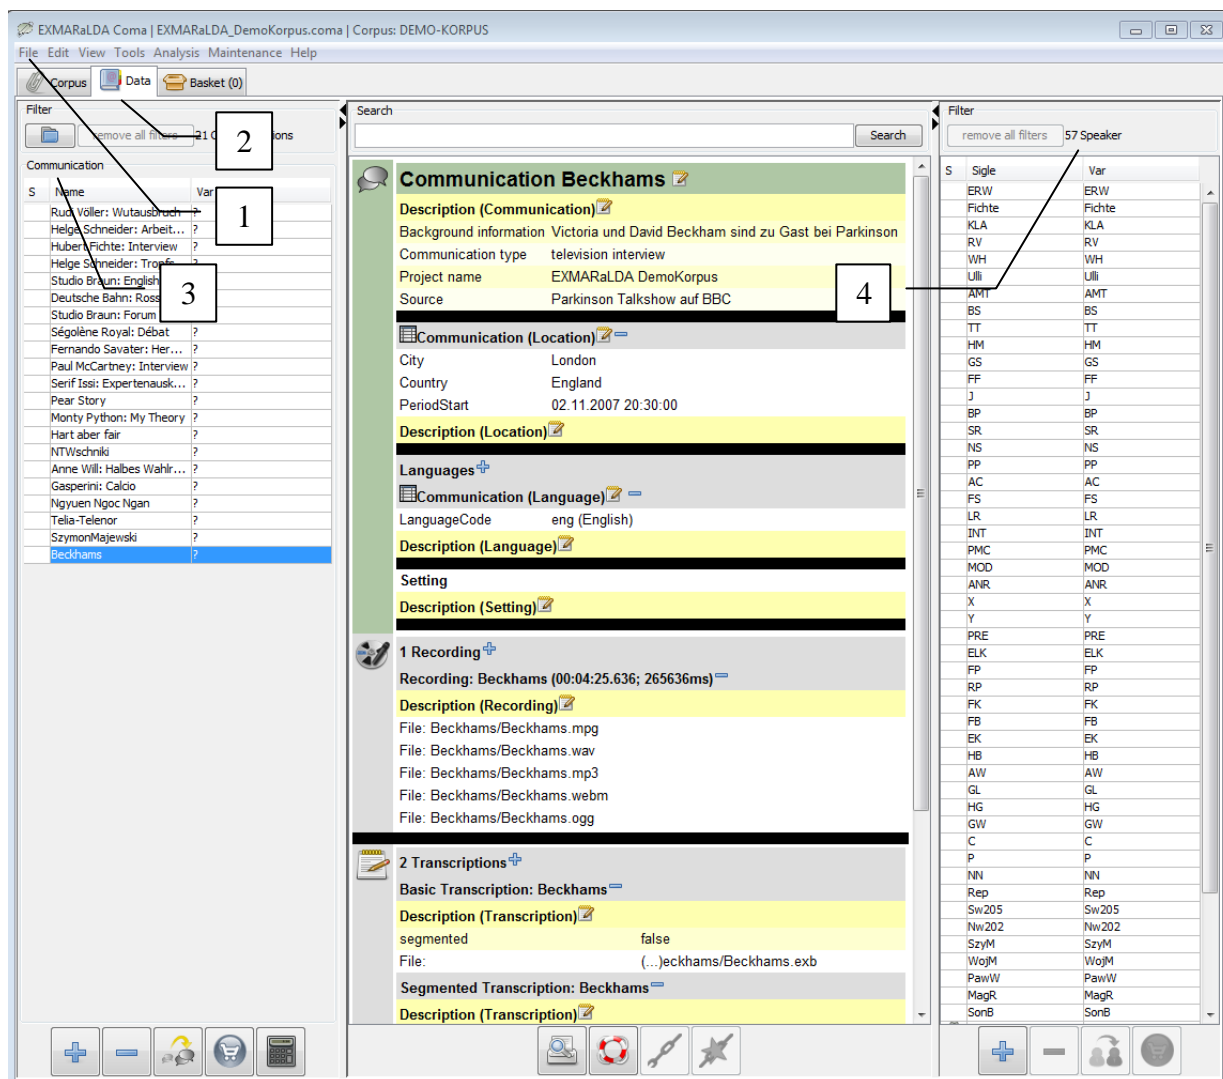 EXMARaLDA Coma | EXMARaLDA_DemoKorpus.coma | Corpus: DEMO-KORPUS
File Edit View Tools Analysis Maintenance Help
Corpus Data Basket (0)
Filter
remove all filters 21 C ions
2
Communication
S Name Var
Rudi Völler: Wutausbruch ?
Helge Schneider: Arbeit... ?
Hubert Fichte: Interview ?
Helge Schneider: Tropfs
Studio Braun: English
Deutsche Bahn: Ross
Studio Braun: Forum
Ségolène Royal: Débat ?
Fernando Savater: Her... ?
Paul McCartney: Interview ?
Serif Issi: Expertenausk... ?
Pear Story ?
Monty Python: My Theory ?
Hart aber fair ?
NTWschniki ?
Anne Will: Halbes Wahlr... ?
Gasperini: Calcio ?
Ngyuen Ngoc Ngan ?
Telia-Telenor ?
SzymonMajewski ?
Beckhams ?
1
3
Search
Search
Communication Beckhams
Description (Communication)
Background information Victoria und David Beckham sind zu Gast bei Parkinson
Communication type television interview
Project name EXMARaLDA DemoKorpus
Source Parkinson Talkshow auf BBC
4
Communication (Location)
City London
Country England
PeriodStart 02.11.2007 20:30:00
Description (Location)
Languages
Communication (Language)
LanguageCode eng (English)
Description (Language)
Setting
Description (Setting)
1 Recording
Recording: Beckhams (00:04:25.636; 265636ms)
Description (Recording)
File: Beckhams/Beckhams.mpg
File: Beckhams/Beckhams.wav
File: Beckhams/Beckhams.mp3
File: Beckhams/Beckhams.webm
File: Beckhams/Beckhams.ogg
2 Transcriptions
Basic Transcription: Beckhams
Description (Transcription)
segmented false
File: (...)eckhams/Beckhams.exb
Segmented Transcription: Beckhams
Description (Transcription)
Filter
remove all filters 57 Speaker
S Sigle Var
ERW ERW
Fichte Fichte
KLA KLA
RV RV
WH WH
Ulli Ulli
AMT AMT
BS BS
TT TT
HM HM
GS GS
FF FF
J J
BP BP
SR SR
NS NS
PP PP
AC AC
FS FS
LR LR
INT INT
PMC PMC
MOD MOD
ANR ANR
X X
Y Y
PRE PRE
ELK ELK
FP FP
RP RP
FK FK
FB FB
EK EK
HB HB
AW AW
GL GL
HG HG
GW GW
C C
P P
NN NN
Rep Rep
Sw205 Sw205
Nw202 Nw202
SzyM SzyM
WojM WojM
PawW PawW
MagR MagR
SonB SonB